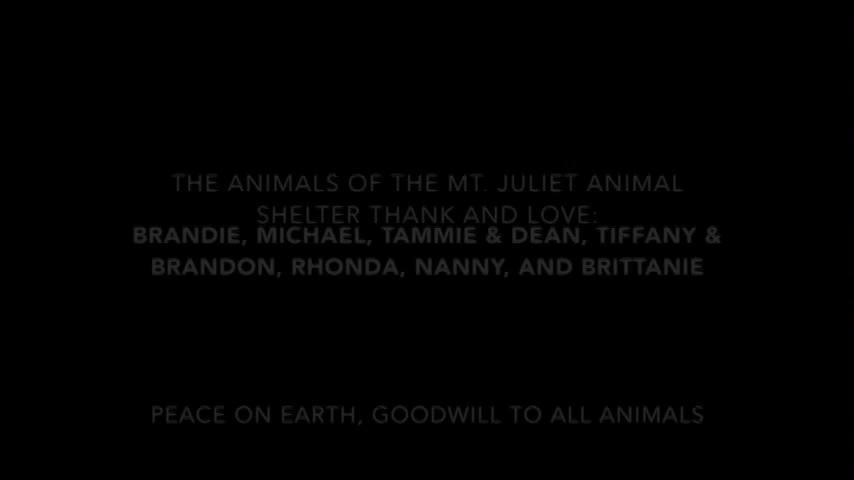 THE ANIMALS OF THE MT. JULIET ANIMAL
SHELTER THANK AND LOVE:
BRANDIE, MICHAEL, TAMMIE & DEAN, TIFFANY &
BRANDON, RHONDA, NANNY, AND BRITTANIE
PEACE ON EARTH, GOODWILL TO ALL ANIMALS